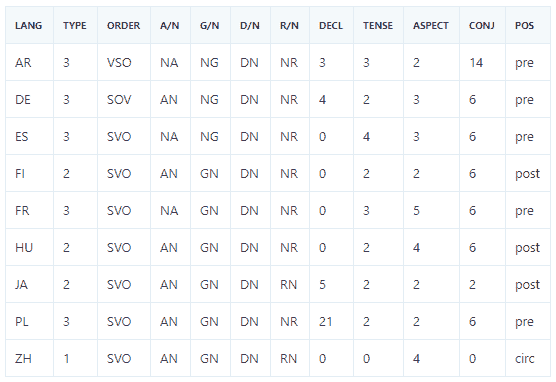 LANG TYPE ORDER A/N G/N D/N R/N DECL TENSE ASPECT CONJ POS
AR 3 VSO NA NG DN NR 3 3 2 14 pre
DE 3 SOV AN NG DN NR 4 2 3 6 pre
ES 3 SVO NA NG DN NR 0 4 3 6 pre
FI 2 SVO AN GN DN NR 0 2 2 6 post
FR 3 SVO NA GN DN NR 0 3 5 6 pre
HU 2 SVO AN GN DN NR 0 2 4 6 post
JA 2 SVO AN GN DN RN 5 2 2 2 post
PL 3 SVO AN GN DN NR 21 2 2 6 pre
ZH 1 SVO AN GN DN RN 0 0 4 0 circ